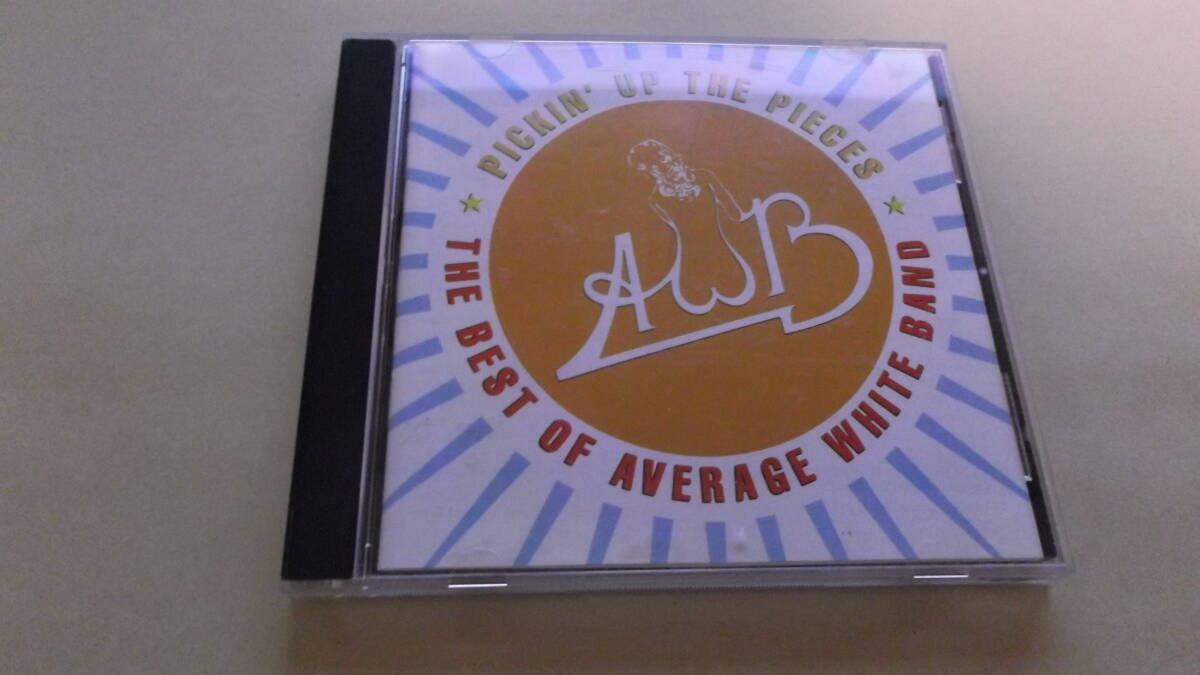 PICKIN' UP THE PIECES
AWB
THE BEST OF AVERAGE WHITE BAND